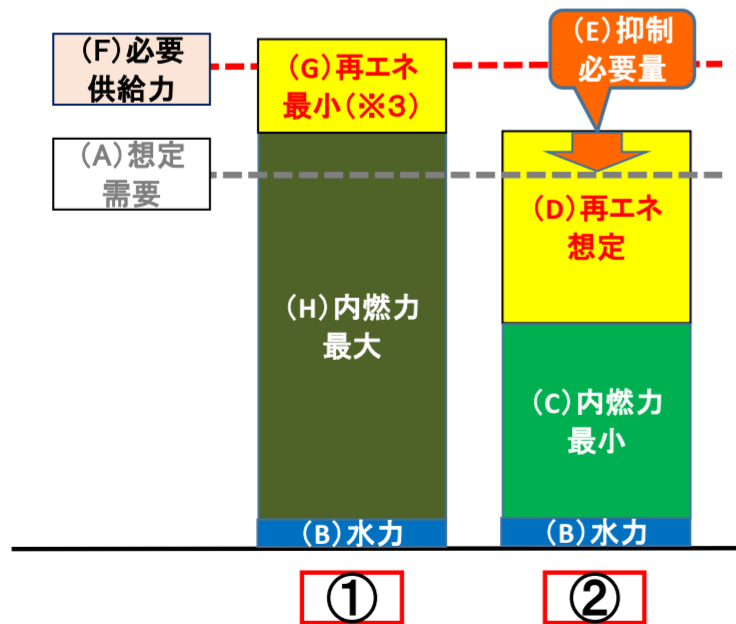 (F)必要
供給力
(A)想定
需要
(G)再エネ
最小(※3)
(H)内燃力
最大
(B)水力
①
(E)抑制
必要量
(D)再エネ
想定
(C)内燃力
最小
(B)水力
②